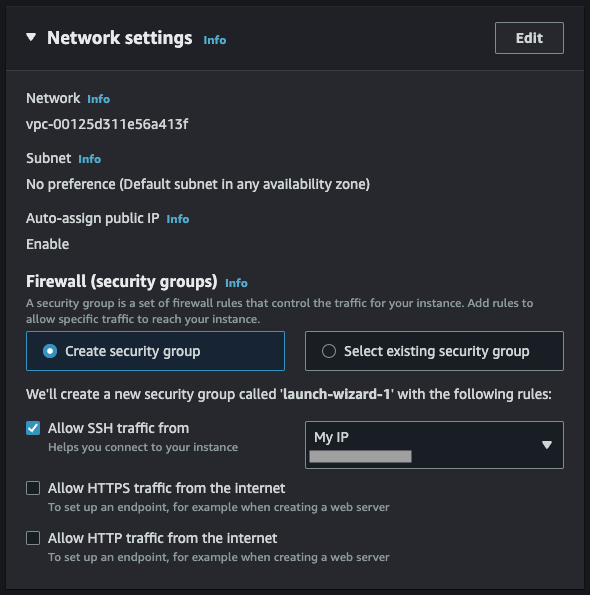 Network settings Info Edit
Network Info
vpc-00125d311e56a413f
Subnet Info
No preference (Default subnet in any availability zone)
Auto-assign public IP Info
Enable
Firewall (security groups) Info
A security group is a set of firewall rules that control the traffic for your instance. Add rules to
allow specific traffic to reach your instance.
Create security group Select existing security group
We'll create a new security group called 'launch-wizard-1' with the following rules:
Allow SSH traffic from My IP
Helps you connect to your instance
Allow HTTPS traffic from the internet
To set up an endpoint, for example when creating a web server
Allow HTTP traffic from the internet
To set up an endpoint, for example when creating a web server